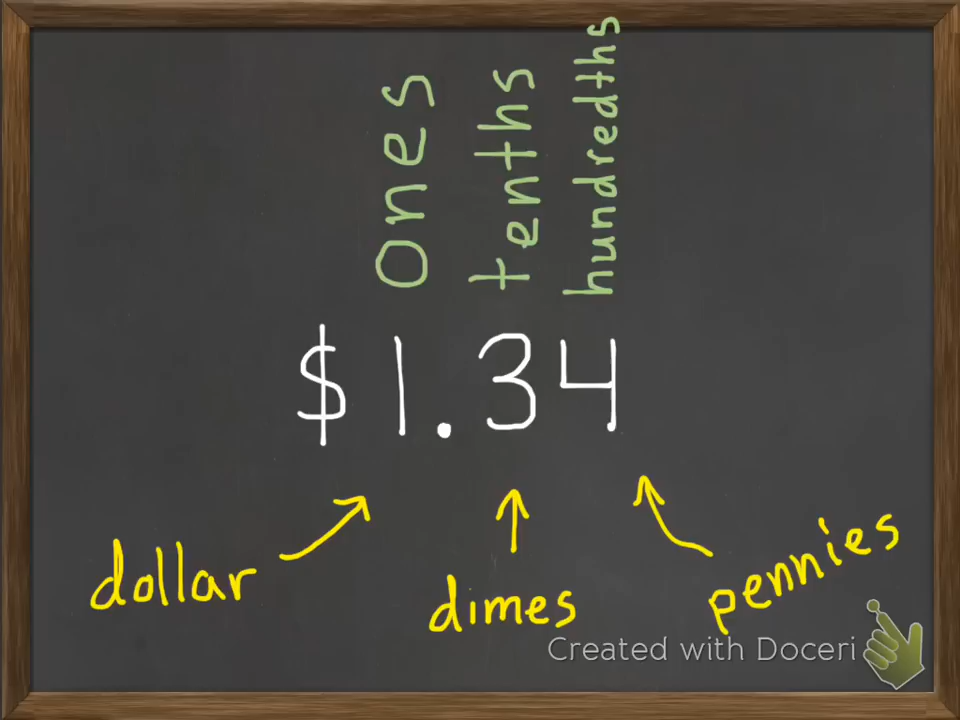 Ones
tenths
hundredths
$1.34
dollar
dimes
pennies
Created with Doceri